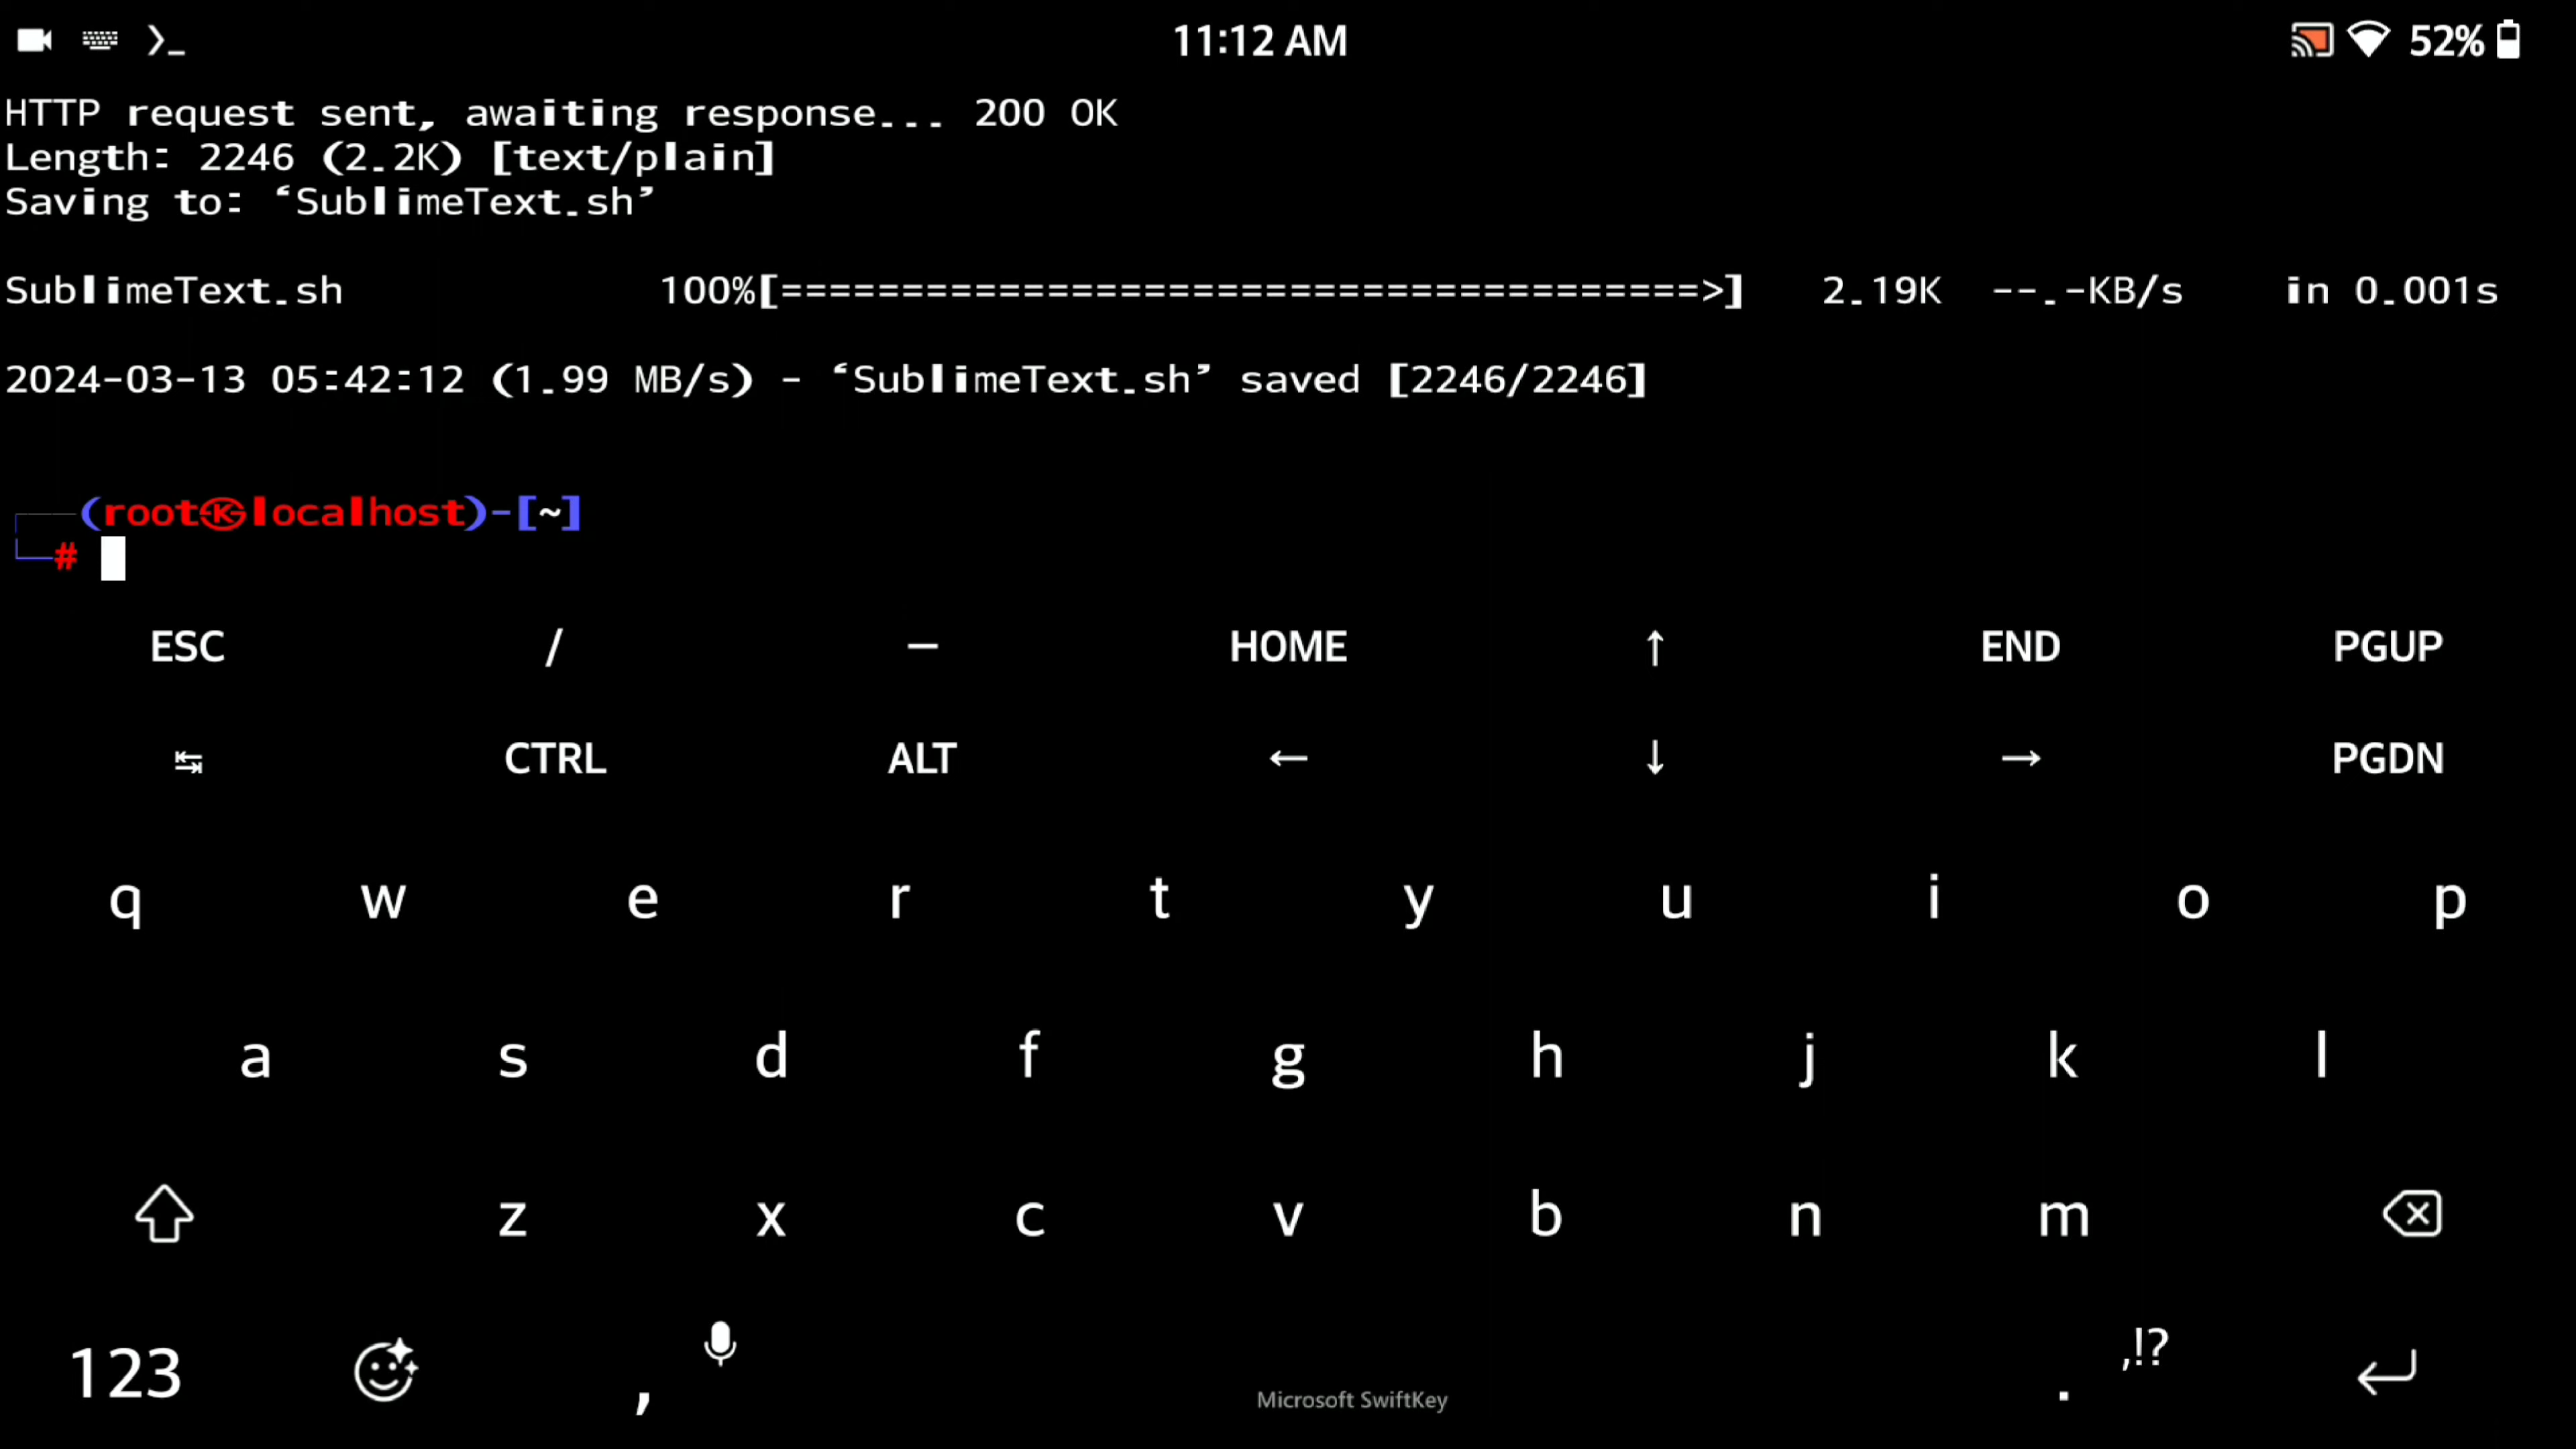 11:12 AM
52%
HTTP request sent, awaiting response... 200 OK
Length: 2246 (2.2K) [text/plain]
Saving to: ‘SublimeText.sh’
SublimeText.sh 100%[======================================>] 2.19K --.-KB/s in 0.001s
2024-03-13 05:42:12 (1.99 MB/s) - ‘SublimeText.sh’ saved [2246/2246]
┌──(root㉿localhost)-[~]
└─#
ESC / — HOME ↑ END PGUP
↹ CTRL ALT ← ↓ → PGDN
q w e r t y u i o p
a s d f g h j k l
z x c v b n m
123 , Microsoft SwiftKey . ,!?